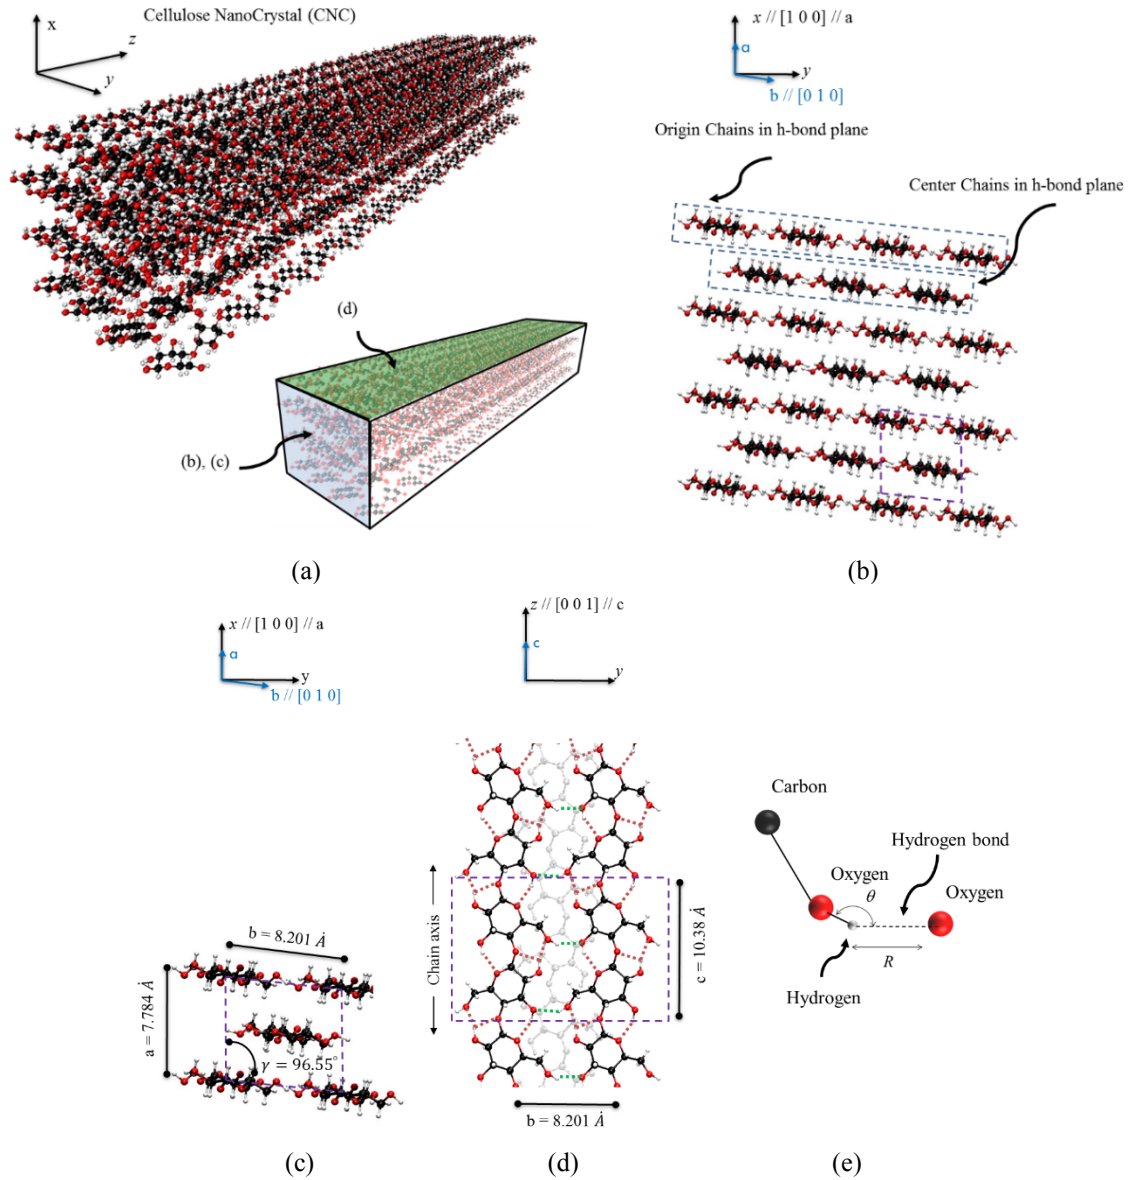 Cellulose NanoCrystal (CNC)
x
z
y
(d)
(b), (c)
(a)
x // [1 0 0] // a
a
y
b // [0 1 0]
Origin Chains in h-bond plane
Center Chains in h-bond plane
(b)
x // [1 0 0] // a
a
y
b // [0 1 0]
b = 8.201 Å
a = 7.784 Å
γ = 96.55°
(c)
z // [0 0 1] // c
c
y
Chain axis
c = 10.38 Å
b = 8.201 Å
(d)
Carbon
Hydrogen bond
Oxygen
θ
Oxygen
R
Hydrogen
(e)